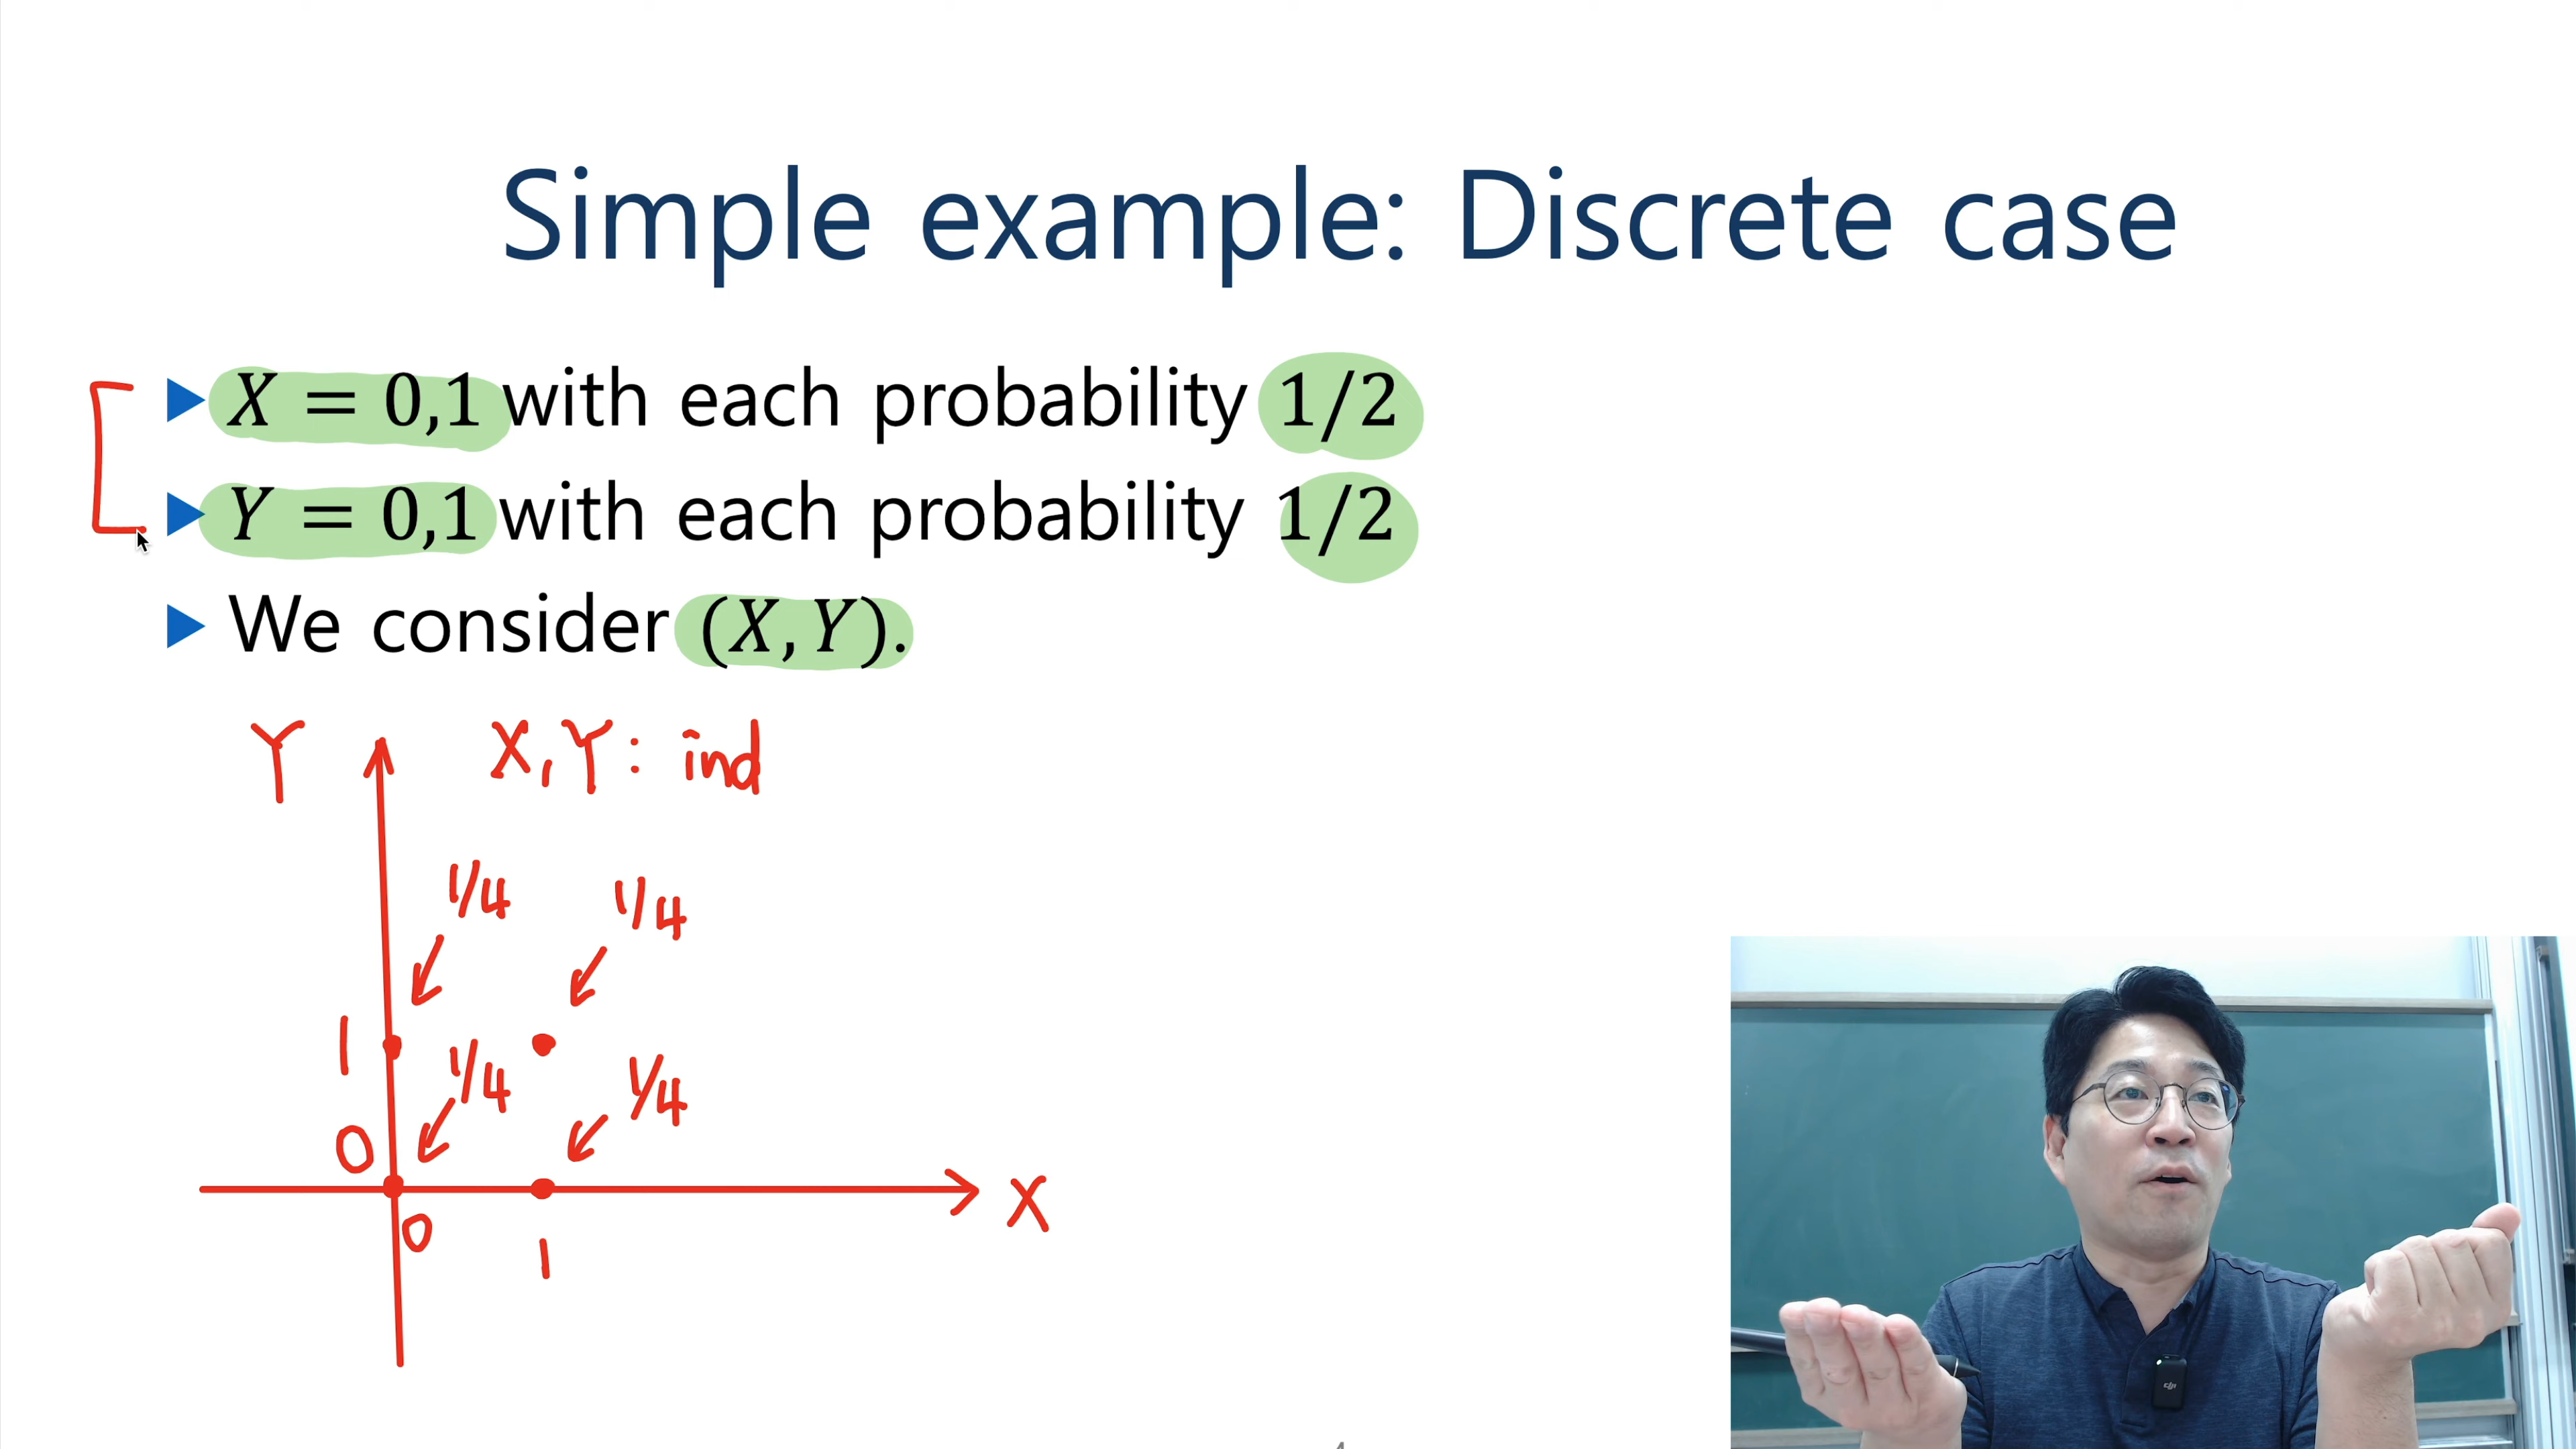 Simple example: Discrete case
X = 0,1 with each probability 1/2
Y = 0,1 with each probability 1/2
We consider (X, Y).
Y
X, Y: ind
1/4
1/4
1
1/4
1/4
0
X
0
1
dji